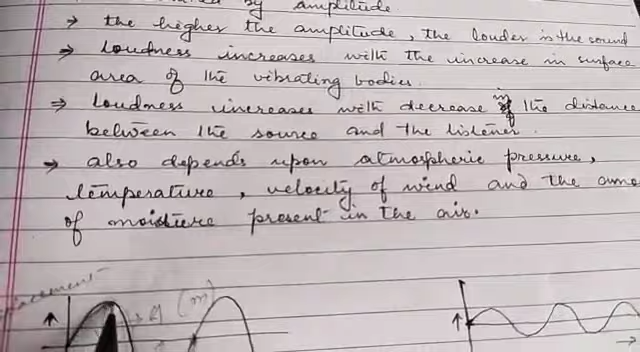 by amplitude
→ the higher the amplitude, the louder is the sound
→ loudness increases with the increase in surface
area of the vibrating bodies.
⇒ loudness increases with decrease in the distance
between the source and the listener.
→ also depends upon atmospheric pressure,
temperature, velocity of wind and the
of moisture present in the air.
(m)